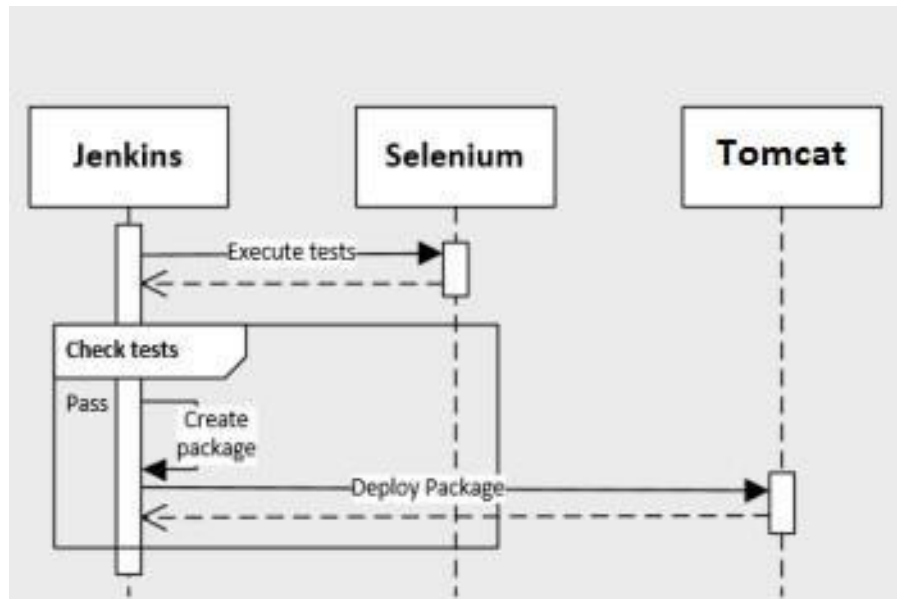 Jenkins
Selenium
Tomcat
Execute tests
Check tests
Pass
Create
package
Deploy Package